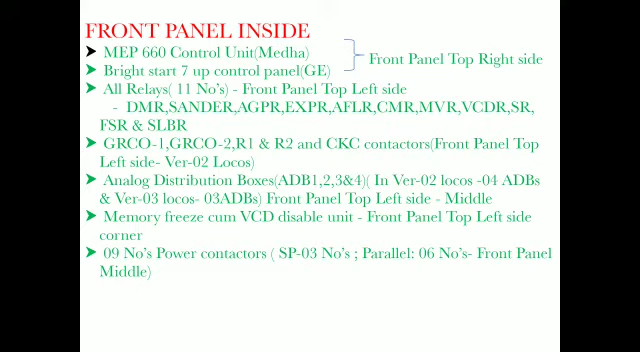 FRONT PANEL INSIDE
MEP 660 Control Unit(Medha)
Front Panel Top Right side
Bright start 7 up control panel(GE)
All Relays( 11 No's) - Front Panel Top Left side
- DMR,SANDER,AGPR,EXPR,AFLR,CMR,MVR,VCDR,SR,
FSR & SLBR
GRCO-1,GRCO-2,R1 & R2 and CKC contactors(Front Panel Top
Left side- Ver-02 Locos)
Analog Distribution Boxes(ADB1,2,3&4)( In Ver-02 locos -04 ADBs
& Ver-03 locos- 03ADBs) Front Panel Top Left side - Middle
Memory freeze cum VCD disable unit - Front Panel Top Left side
corner
09 No's Power contactors ( SP-03 No's ; Parallel: 06 No's- Front Panel
Middle)